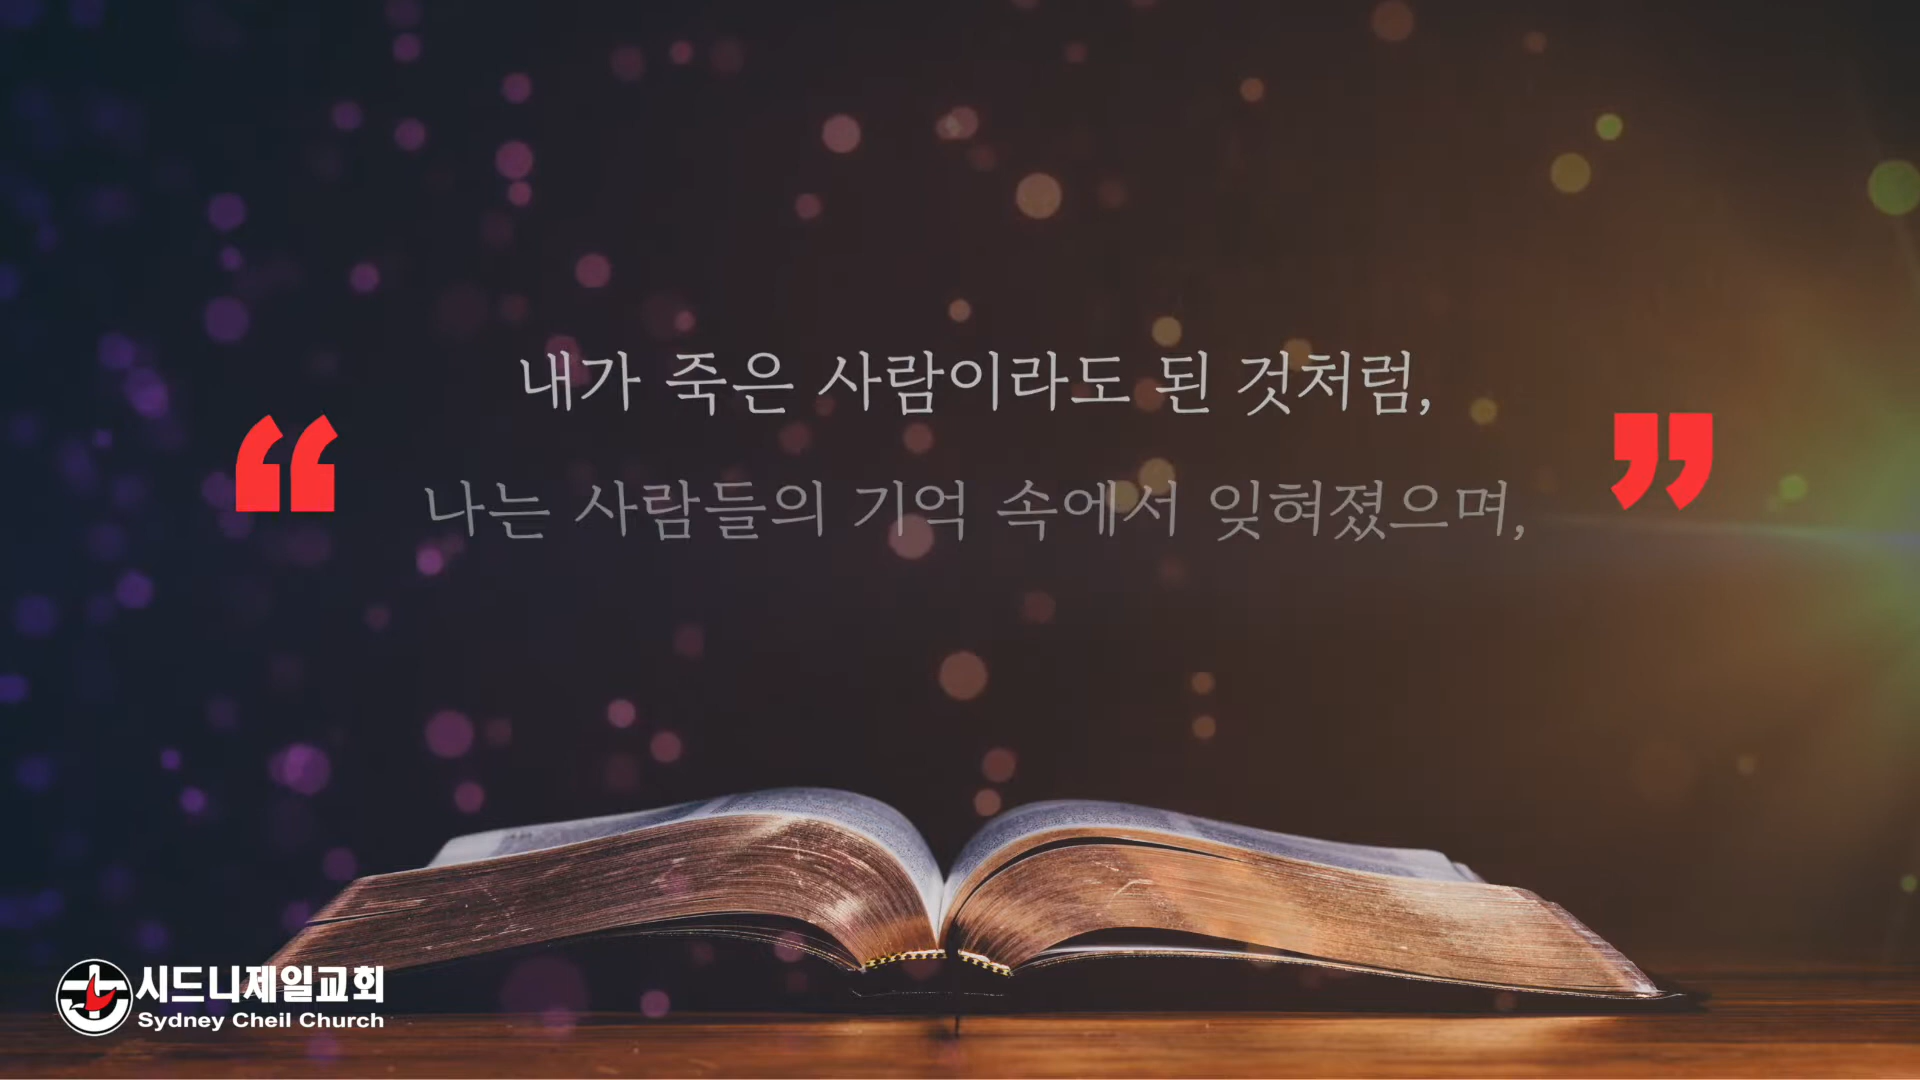 내가 죽은 사람이라도 된 것처럼,
나는 사람들의 기억 속에서 잊혀졌으며,
시드니제일교회
Sydney Cheil Church